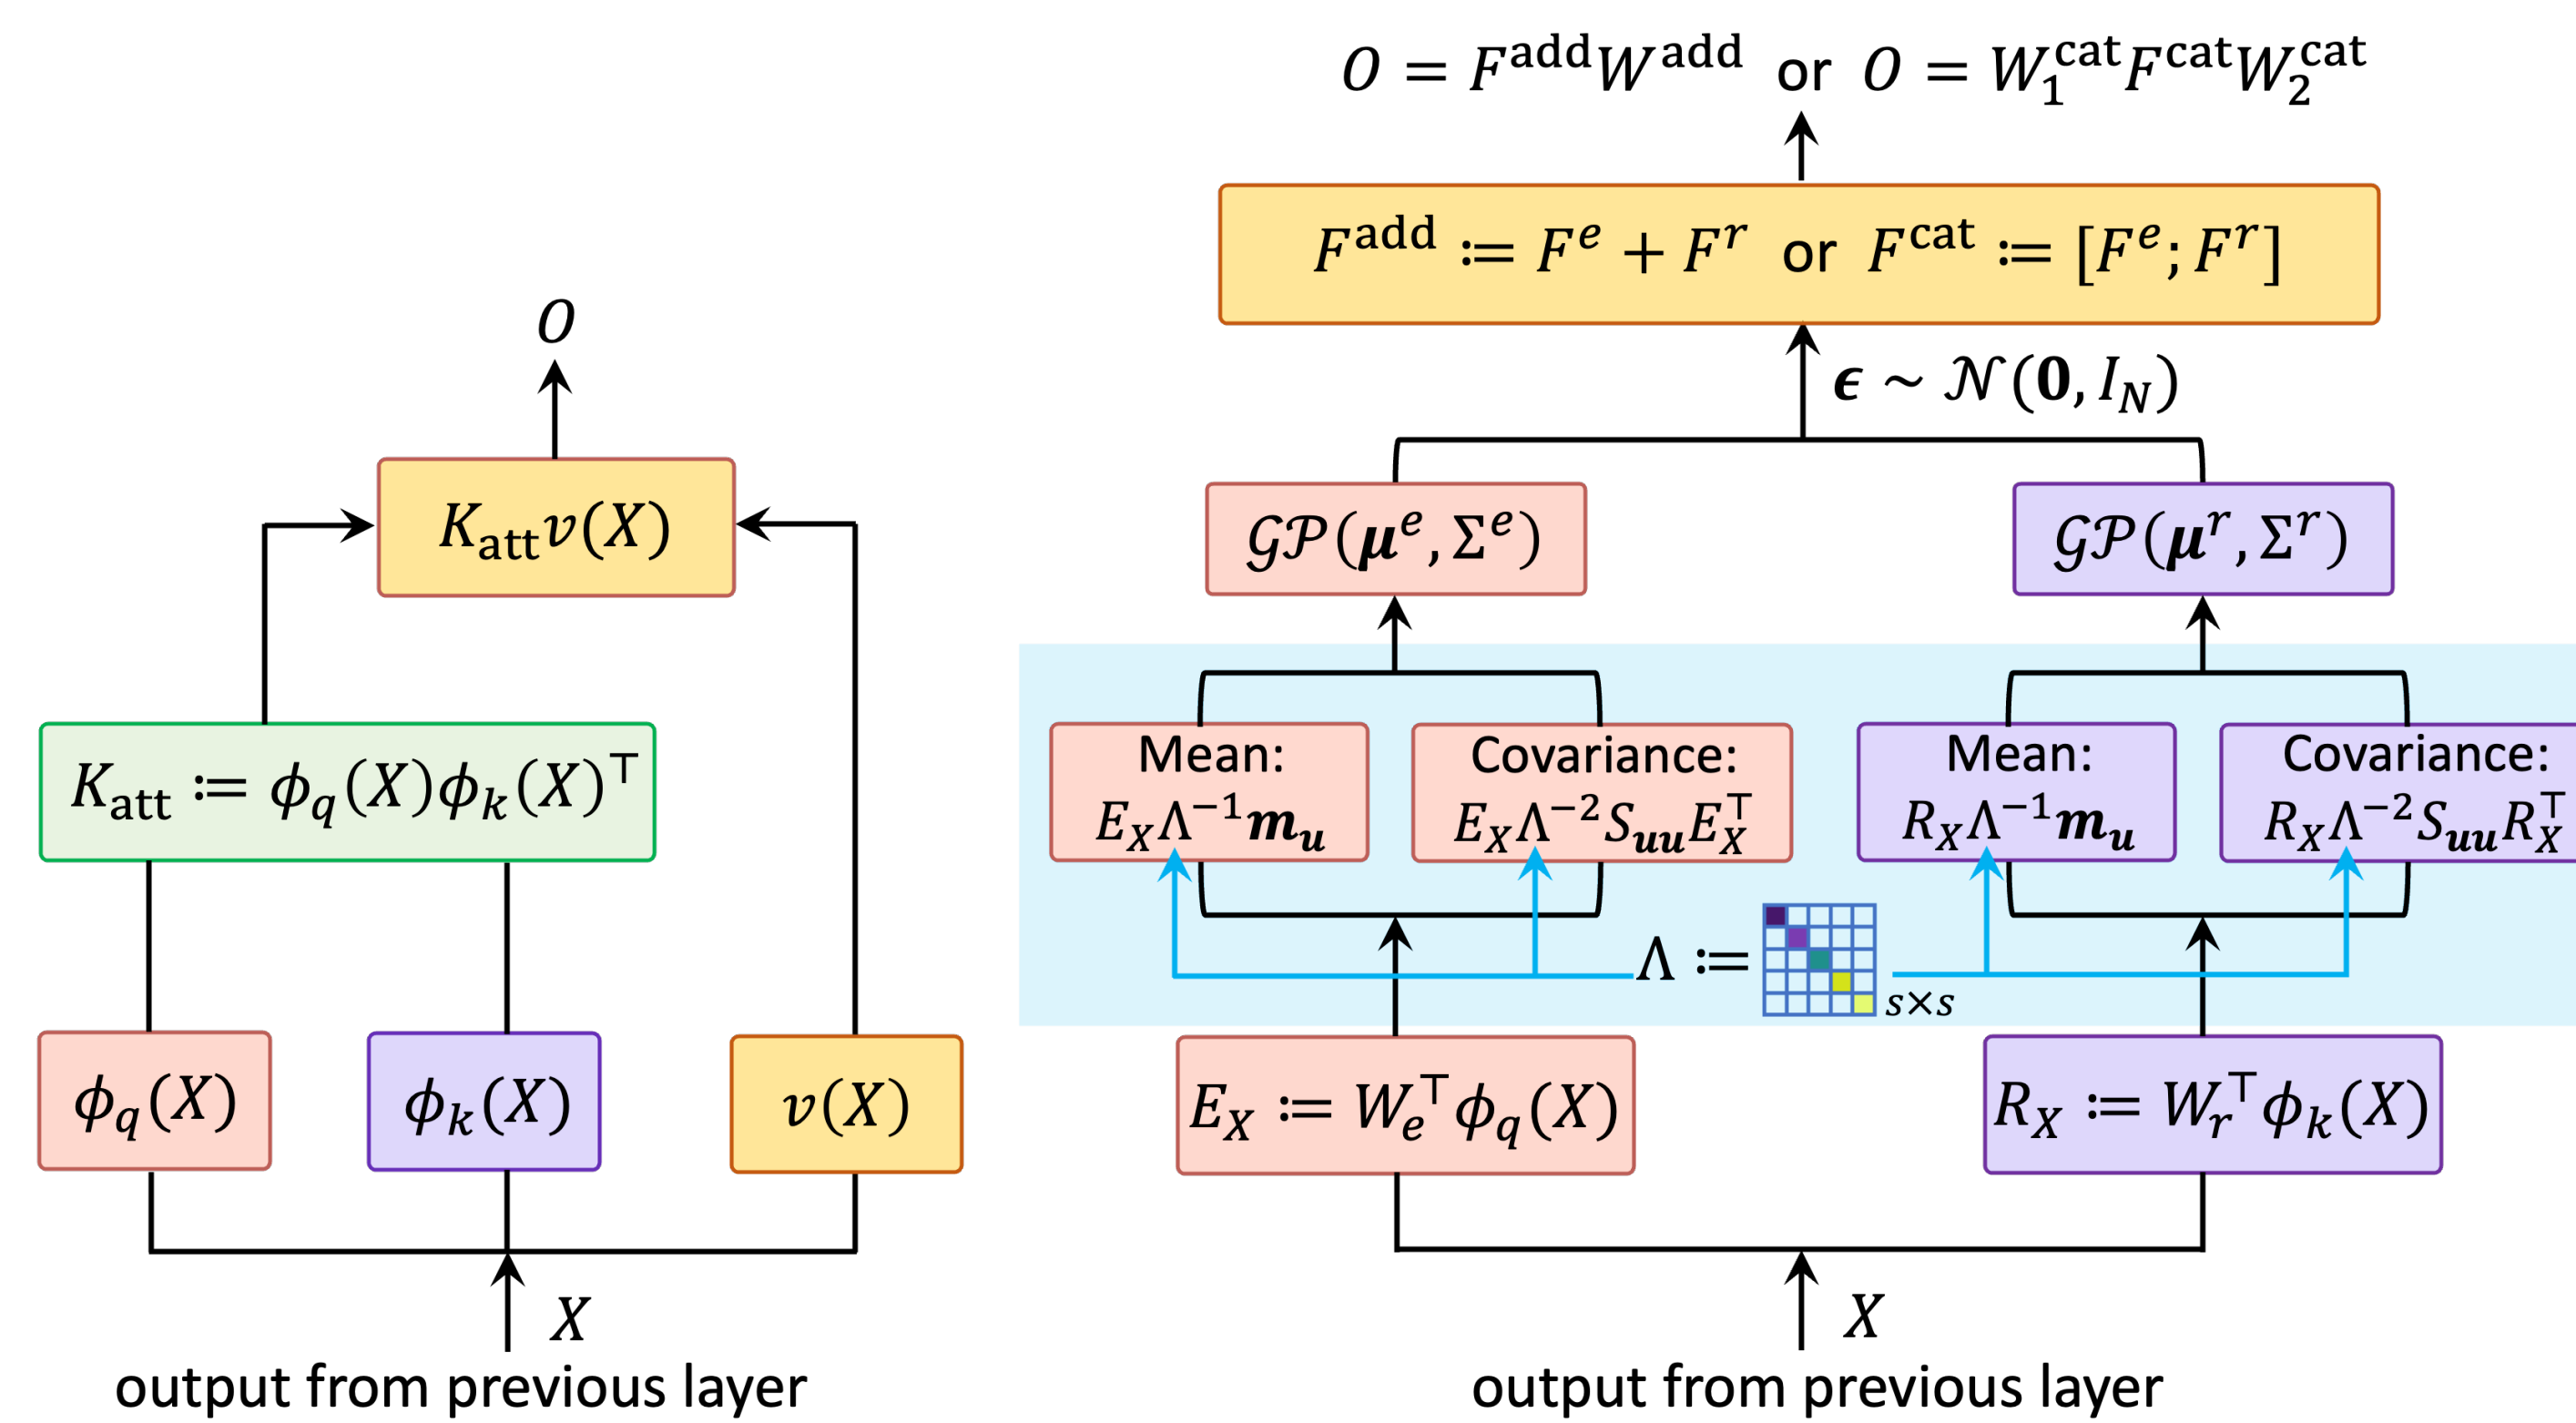 O
K_att v(X)
K_att ≔ ϕ_q(X)ϕ_k(X)^⊤
ϕ_q(X)
ϕ_k(X)
v(X)
X
output from previous layer
O = F^add W^add or O = W_1^cat F^cat W_2^cat
F^add ≔ F^e + F^r or F^cat ≔ [F^e; F^r]
ϵ ~ 𝒩(0, I_N)
𝒢𝒫(μ^e, Σ^e)
𝒢𝒫(μ^r, Σ^r)
Mean:
E_X Λ^−1 m_u
Covariance:
E_X Λ^−2 S_uu E_X^⊤
Mean:
R_X Λ^−1 m_u
Covariance:
R_X Λ^−2 S_uu R_X^⊤
Λ ≔
s×s
E_X ≔ W_e^⊤ ϕ_q(X)
R_X ≔ W_r^⊤ ϕ_k(X)
X
output from previous layer